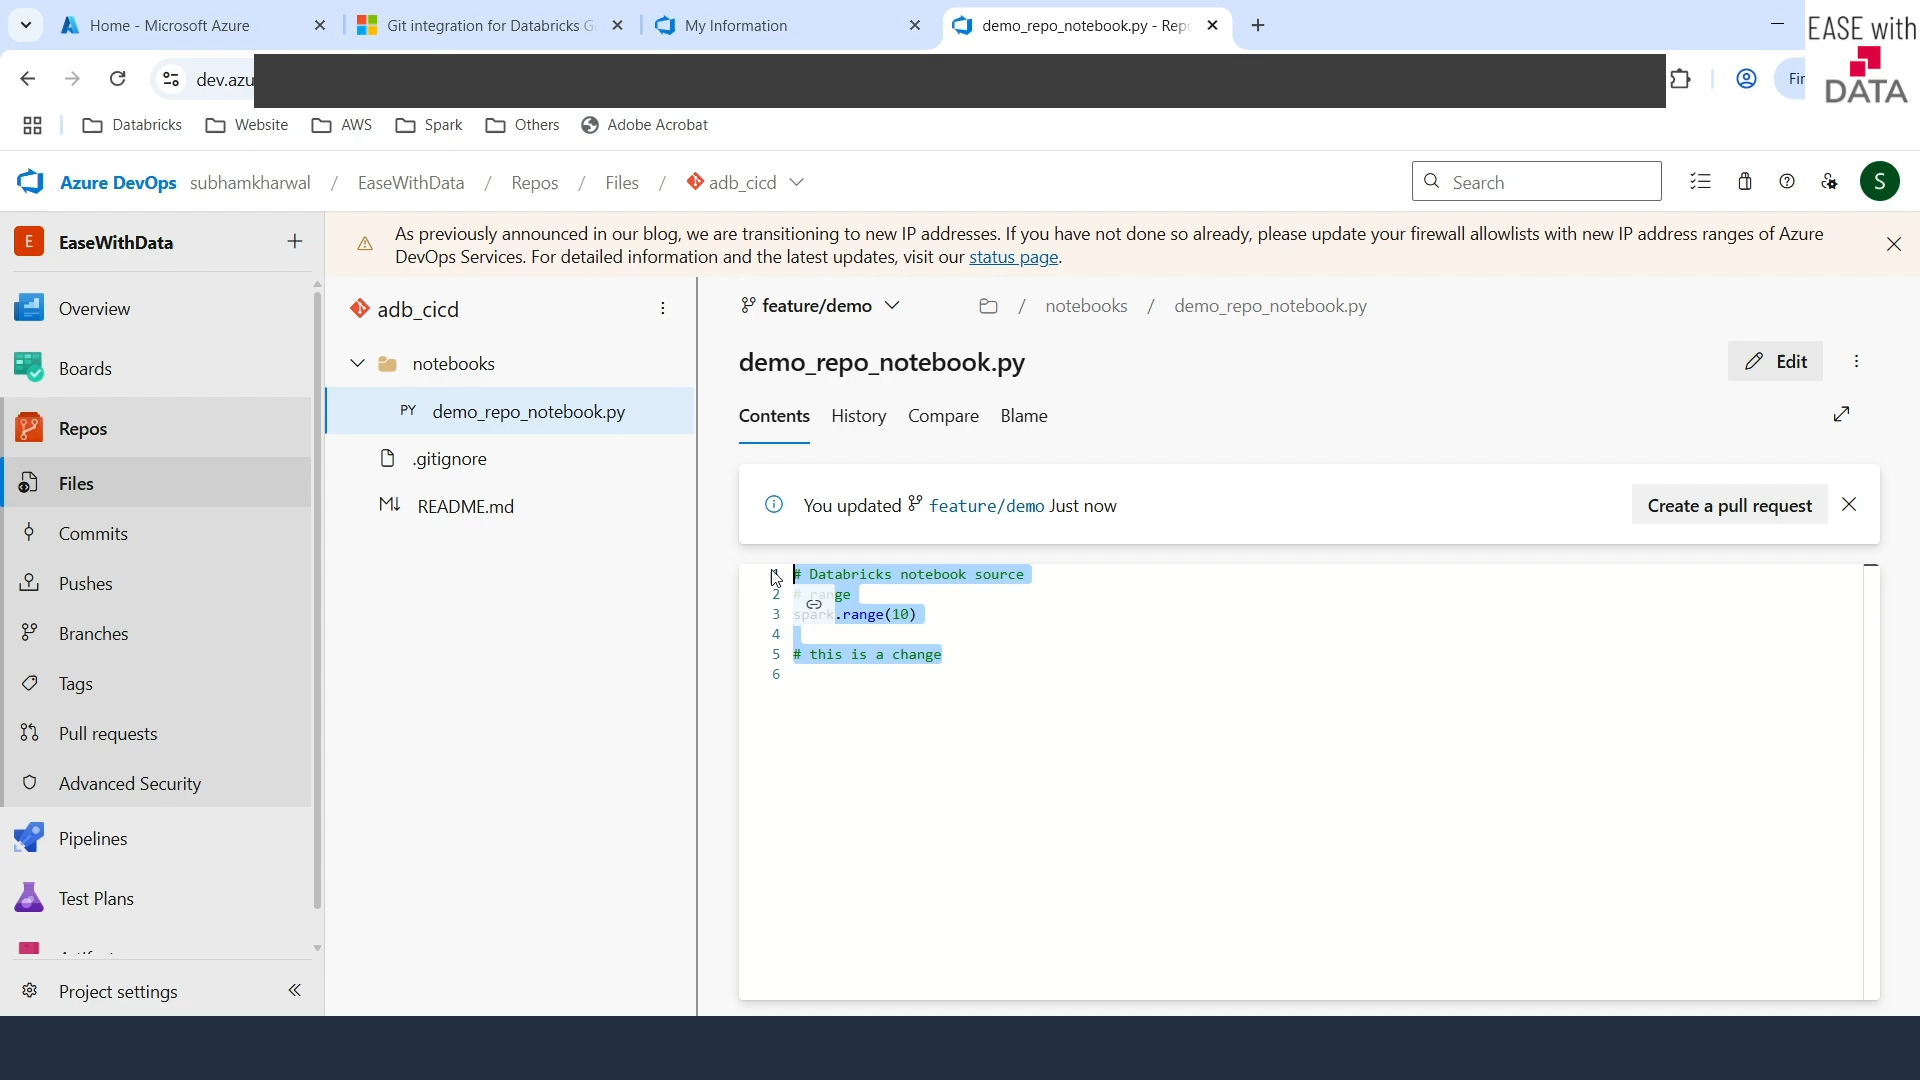 Home - Microsoft Azure
Git integration for Databricks G
My Information
demo_repo_notebook.py - Repo
EASE with
DATA
dev.azu
Fir
Databricks
Website
AWS
Spark
Others
Adobe Acrobat
Azure DevOps
subhamkharwal / EaseWithData / Repos / Files / adb_cicd
Search
S
E
EaseWithData
As previously announced in our blog, we are transitioning to new IP addresses. If you have not done so already, please update your firewall allowlists with new IP address ranges of Azure
DevOps Services. For detailed information and the latest updates, visit our status page.
Overview
Boards
Repos
Files
Commits
Pushes
Branches
Tags
Pull requests
Advanced Security
Pipelines
Test Plans
Project settings
adb_cicd
notebooks
PY demo_repo_notebook.py
.gitignore
M↓ README.md
feature/demo
/ notebooks / demo_repo_notebook.py
demo_repo_notebook.py
Edit
Contents
History
Compare
Blame
You updated feature/demo Just now
Create a pull request
# Databricks notebook source
2 # range
3 spark.range(10)
4
5 # this is a change
6